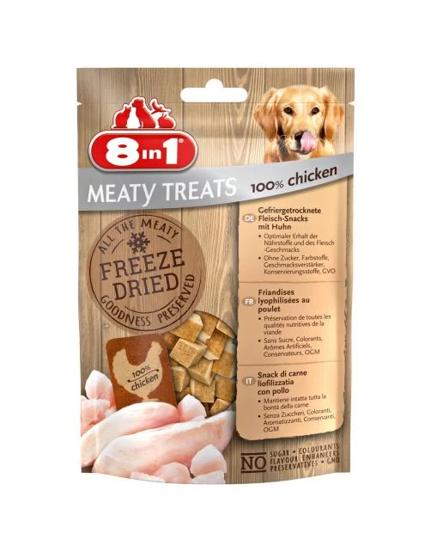 8in1®
MEATY TREATS 100% chicken
ALL THE MEATY
FREEZE
DRIED
GOODNESS PRESERVED
100%
chicken
DE
Gefriergetrocknete
Fleisch-Snacks
mit Huhn
• Optimaler Erhalt der
Nährstoffe und des Fleisch
-Geschmacks
• Ohne Zucker, Farbstoffe,
Geschmacksverstärker,
Konservierungsstoffe, GVO
FR
Friandises
lyophilisées au
poulet
• Préservation de toutes les
qualités nutritives de la
viande
• Sans Sucre, Colorants,
Arômes Artificiels,
Conservateurs, OGM
IT
Snack di carne
liofilizzatia
con pollo
• Mantiene intatta tutta la
bontà della carne
• Senza Zuccheri, Coloranti,
Aromatizzanti, Conservanti,
OGM
NO SUGAR • COLOURANTS
FLAVOUR ENHANCERS
PRESERVATIVES • GMO